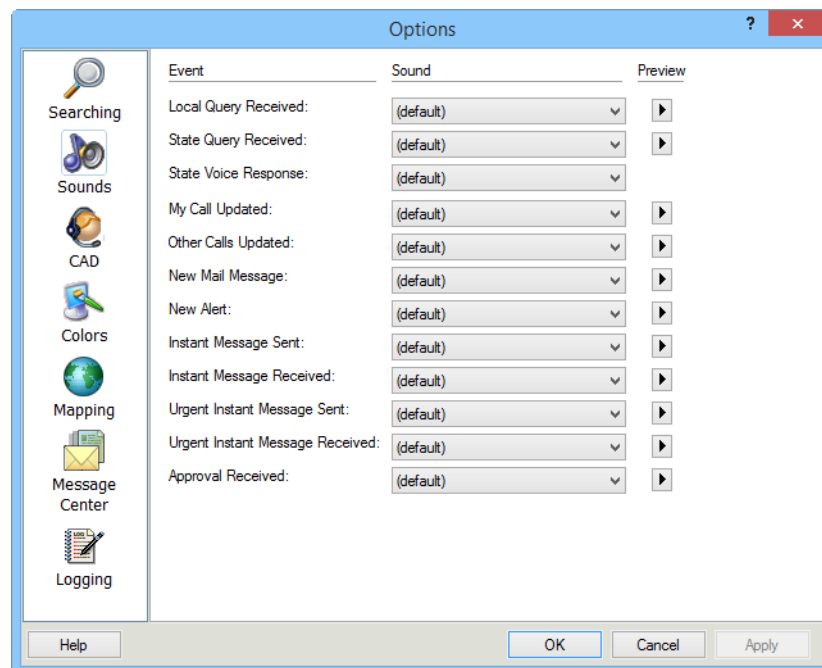 Options
?
×
Searching
Sounds
CAD
Colors
Mapping
Message
Center
LOG
Logging
Event Sound Preview
Local Query Received: (default)
State Query Received: (default)
State Voice Response: (default)
My Call Updated: (default)
Other Calls Updated: (default)
New Mail Message: (default)
New Alert: (default)
Instant Message Sent: (default)
Instant Message Received: (default)
Urgent Instant Message Sent: (default)
Urgent Instant Message Received: (default)
Approval Received: (default)
Help OK Cancel Apply